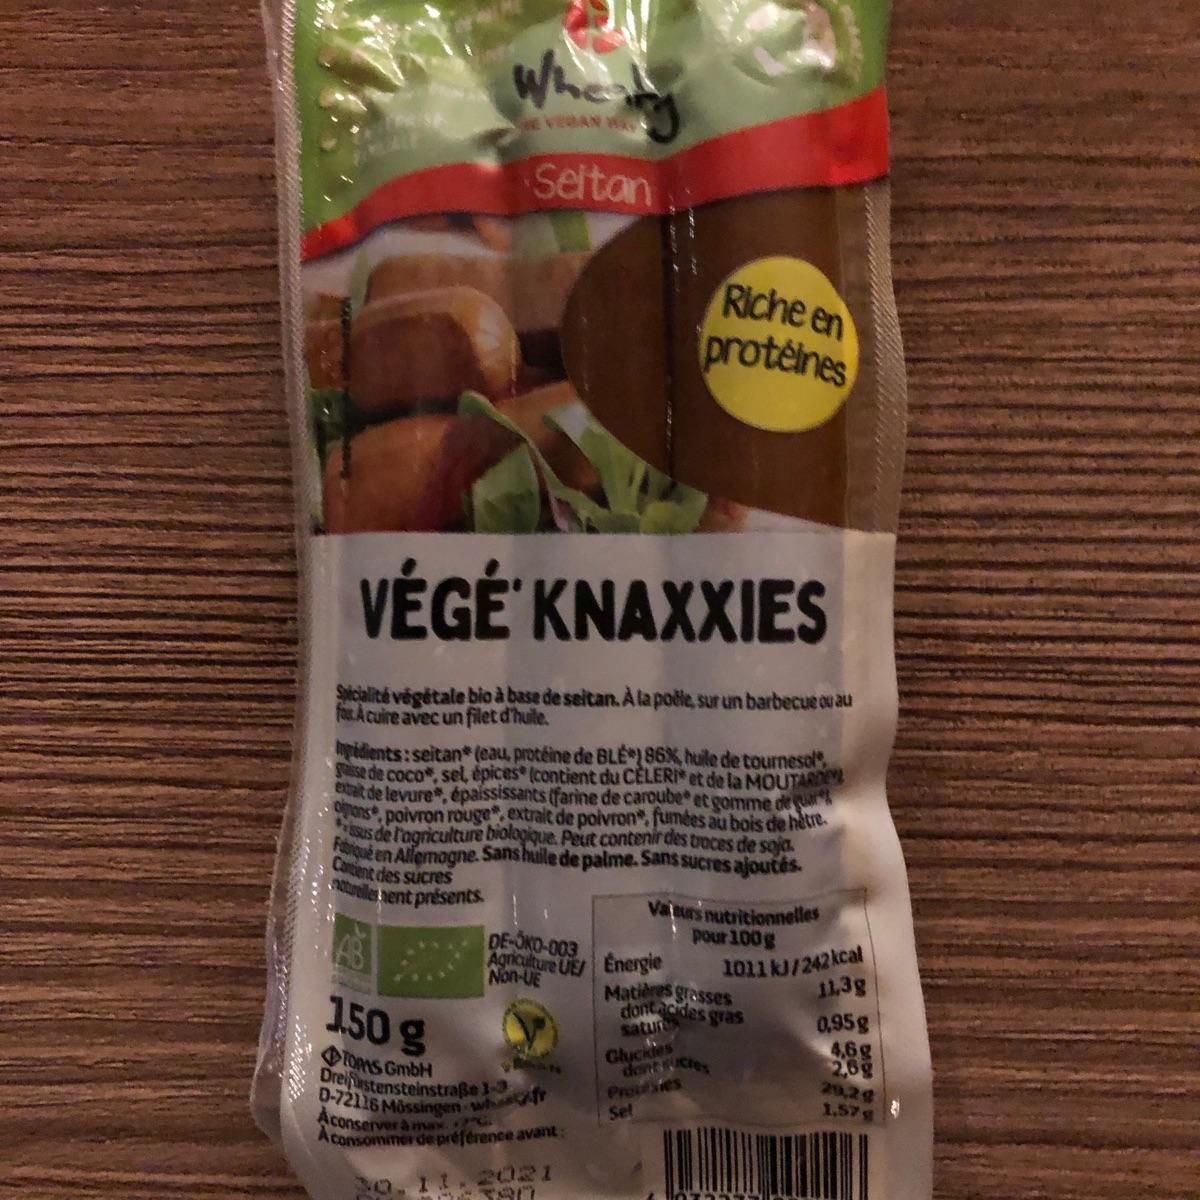 Wheaty
THE VEGAN WAY
Seitan
Riche en
protéines
VÉGÉ' KNAXXIES
Spécialité végétale bio à base de seitan. À la poêle, sur un barbecue ou au
four. À cuire avec un filet d'huile.
Ingrédients : seitan* (eau, protéine de BLÉ*) 86%, huile de tournesol*,
graisse de coco*, sel, épices* (contient du CÉLERI* et de la MOUTARDE*),
extrait de levure*, épaississants (farine de caroube* et gomme de guar*),
oignons*, poivron rouge*, extrait de poivron*, fumées au bois de hêtre.
* = issus de l'agriculture biologique. Peut contenir des traces de soja.
Fabriqué en Allemagne. Sans huile de palme. Sans sucres ajoutés.
Contient des sucres
naturellement présents.
AB
DE-ÖKO-003
Agriculture UE/
Non-UE
150 g
TOPAS GmbH
Dreifürstensteinstraße 1-3
D-72116 Mössingen - wheaty.fr
À conserver à max.
À consommer de préférence avant :
30.11.2021
Valeurs nutritionnelles
pour 100 g
Énergie 1011 kJ / 242 kcal
Matières grasses 11,3 g
dont acides gras
saturés 0,95 g
Glucides 4,6 g
dont sucres 2,6 g
Protéines 29,2 g
Sel 1,57 g